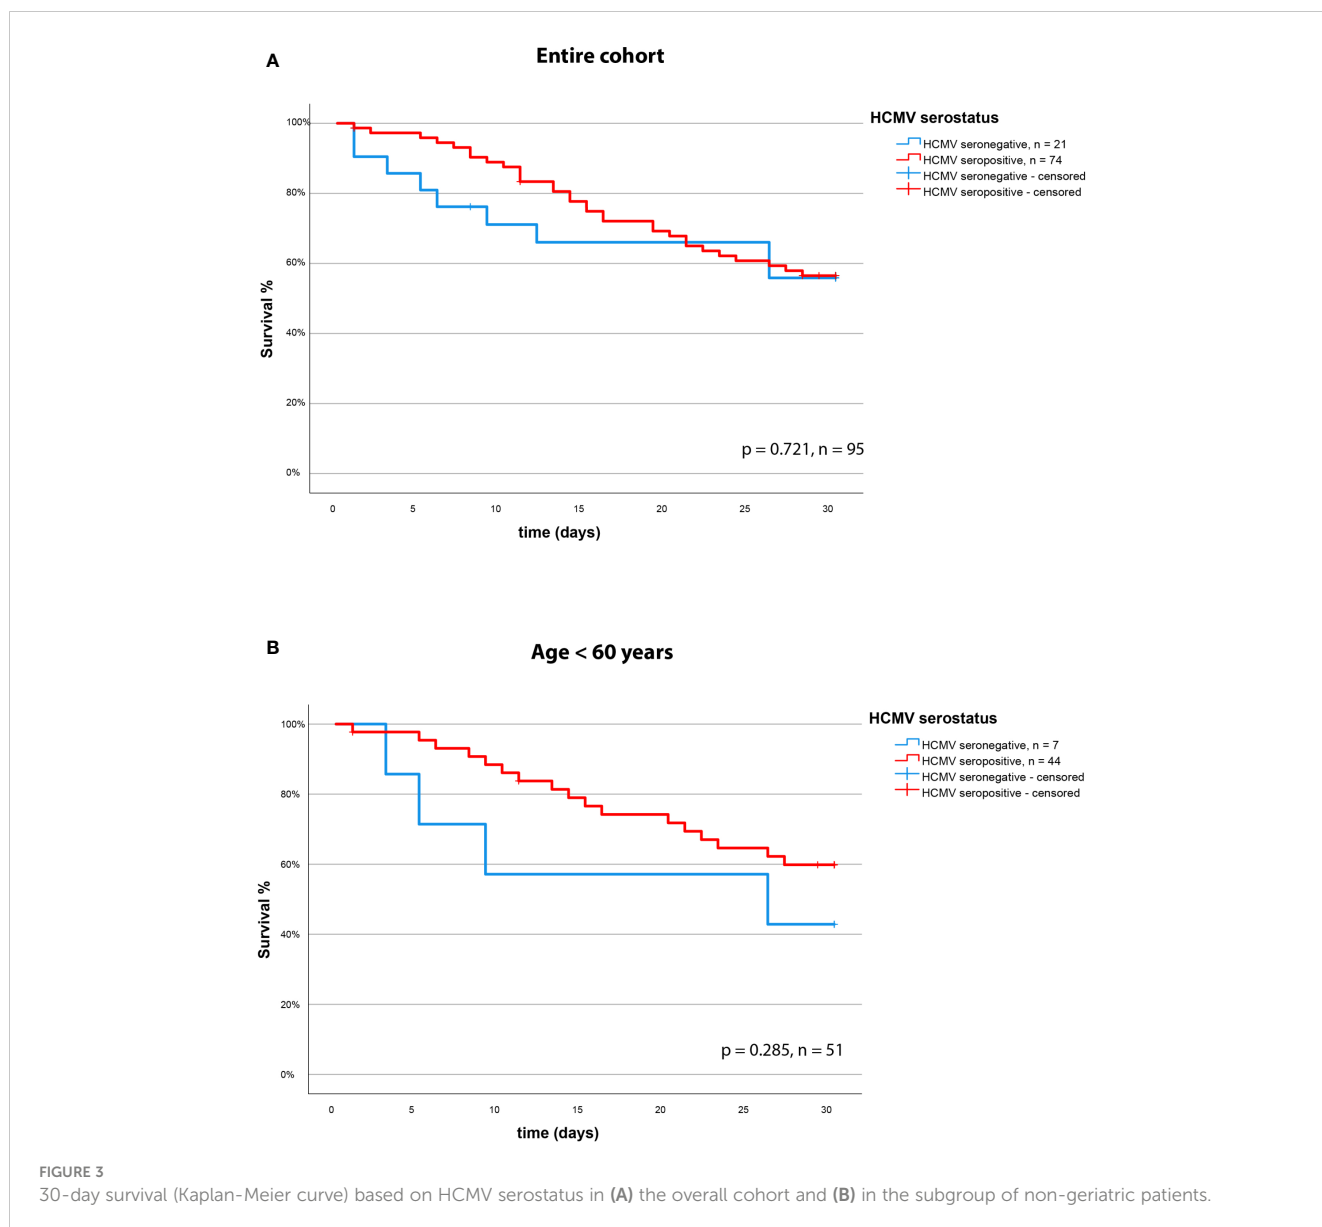 A
Entire cohort
HCMV serostatus
HCMV seronegative, n = 21
HCMV seropositive, n = 74
HCMV seronegative - censored
HCMV seropositive - censored
100%
80%
60%
40%
20%
0%
Survival %
p = 0.721, n = 95
0 5 10 15 20 25 30
time (days)
B
Age < 60 years
HCMV serostatus
HCMV seronegative, n = 7
HCMV seropositive, n = 44
HCMV seronegative - censored
HCMV seropositive - censored
100%
80%
60%
40%
20%
0%
Survival %
p = 0.285, n = 51
0 5 10 15 20 25 30
time (days)
FIGURE 3
30-day survival (Kaplan-Meier curve) based on HCMV serostatus in (A) the overall cohort and (B) in the subgroup of non-geriatric patients.